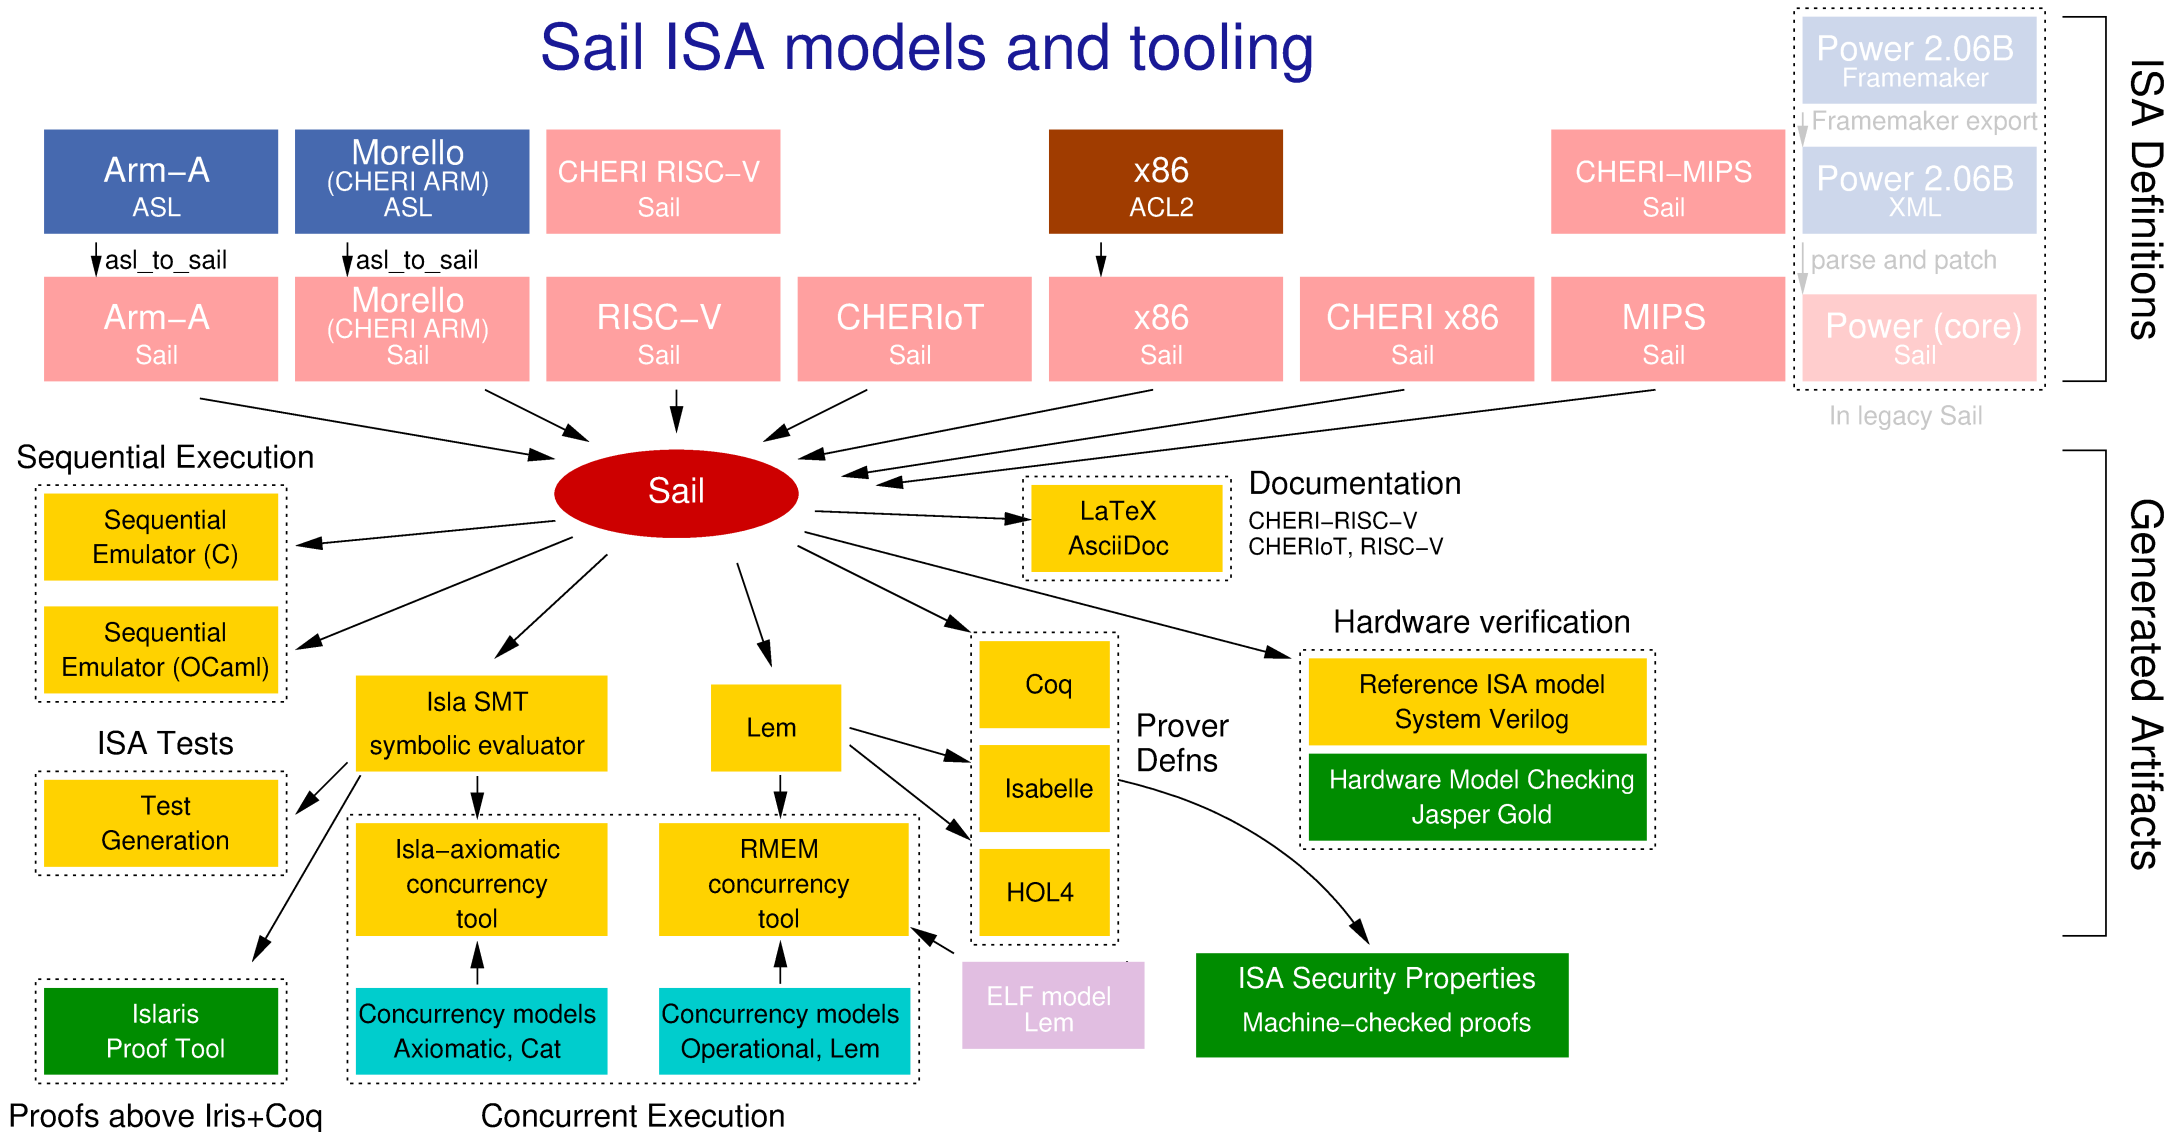 Sail ISA models and tooling
Power 2.06B
Framemaker
Framemaker export
Arm−A
ASL
Morello
(CHERI ARM)
ASL
CHERI RISC−V
Sail
x86
ACL2
CHERI−MIPS
Sail
Power 2.06B
XML
asl_to_sail
asl_to_sail
parse and patch
Arm−A
Sail
Morello
(CHERI ARM)
Sail
RISC−V
Sail
CHERIoT
Sail
x86
Sail
CHERI x86
Sail
MIPS
Sail
Power (core)
Sail
In legacy Sail
ISA Definitions
Sail
Sequential Execution
Sequential
Emulator (C)
Sequential
Emulator (OCaml)
LaTeX
AsciiDoc
Documentation
CHERI−RISC−V
CHERIoT, RISC−V
Generated Artifacts
Hardware verification
Reference ISA model
System Verilog
Hardware Model Checking
Jasper Gold
Isla SMT
symbolic evaluator
Lem
Coq
Isabelle
HOL4
Prover
Defns
ISA Tests
Test
Generation
Isla−axiomatic
concurrency
tool
RMEM
concurrency
tool
Islaris
Proof Tool
Concurrency models
Axiomatic, Cat
Concurrency models
Operational, Lem
ELF model
Lem
ISA Security Properties
Machine−checked proofs
Proofs above Iris+Coq
Concurrent Execution